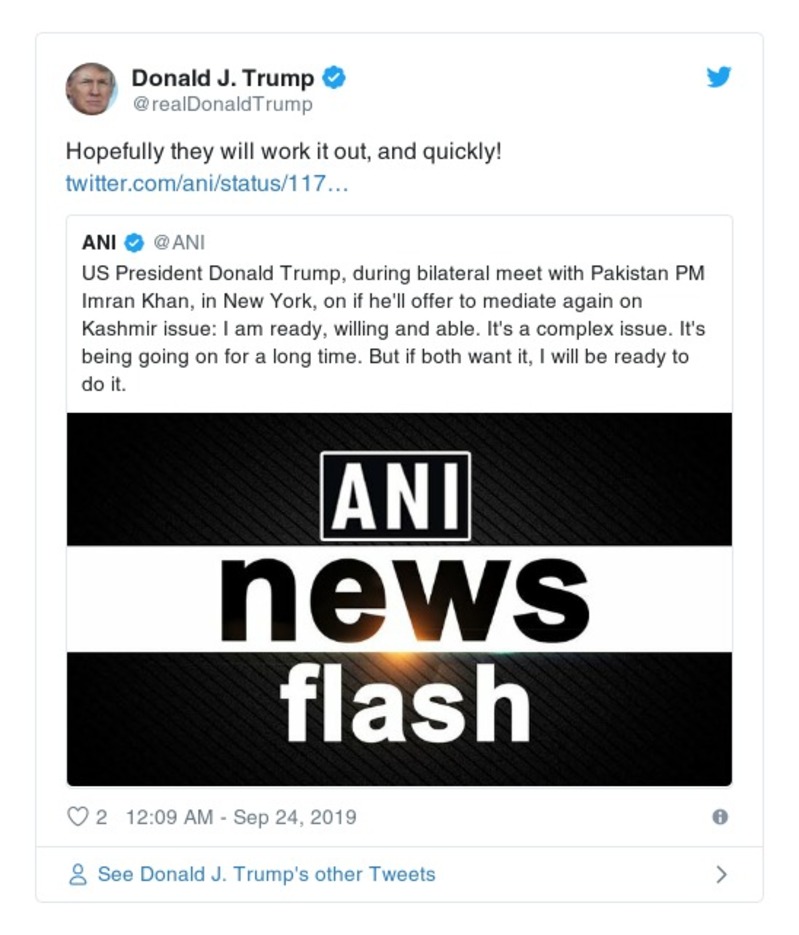 Donald J. Trump
@realDonaldTrump
Hopefully they will work it out, and quickly!
twitter.com/ani/status/117…
ANI @ANI
US President Donald Trump, during bilateral meet with Pakistan PM
Imran Khan, in New York, on if he'll offer to mediate again on
Kashmir issue: I am ready, willing and able. It's a complex issue. It's
being going on for a long time. But if both want it, I will be ready to
do it.
ANI
news
flash
2 12:09 AM - Sep 24, 2019
See Donald J. Trump's other Tweets